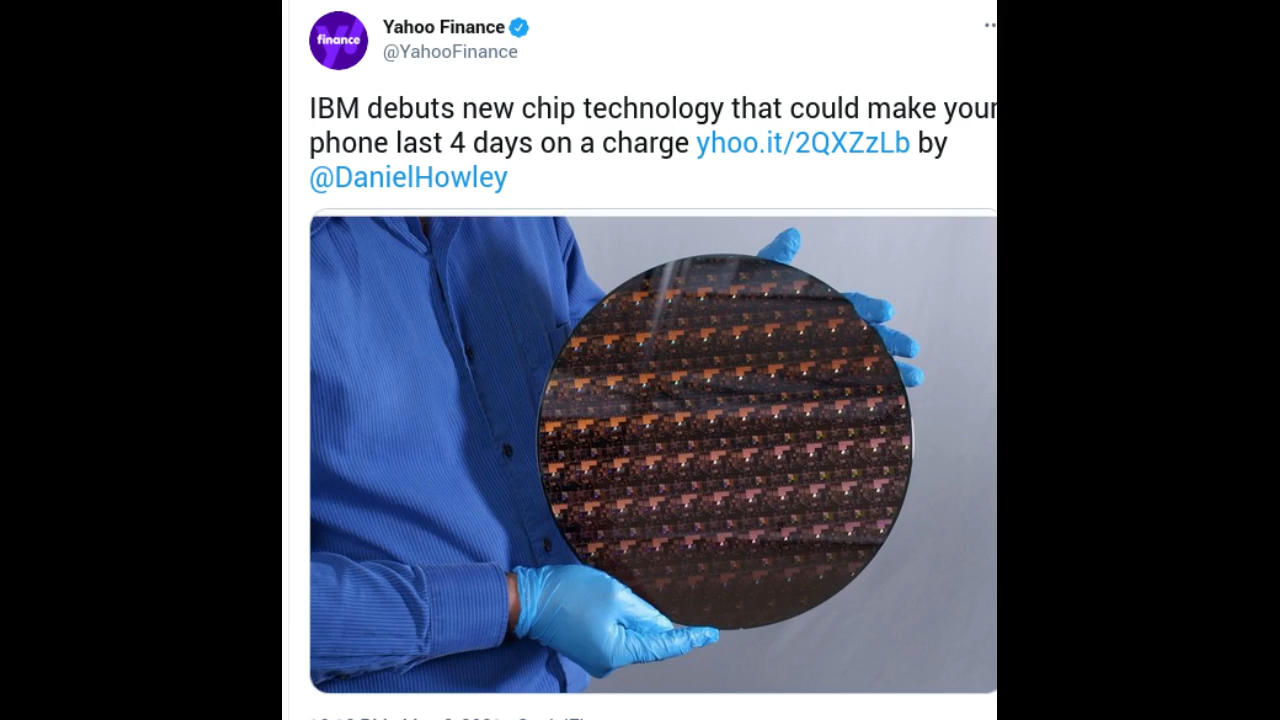 finance
Yahoo Finance
@YahooFinance
IBM debuts new chip technology that could make your
phone last 4 days on a charge yhoo.it/2QXZzLb by
@DanielHowley